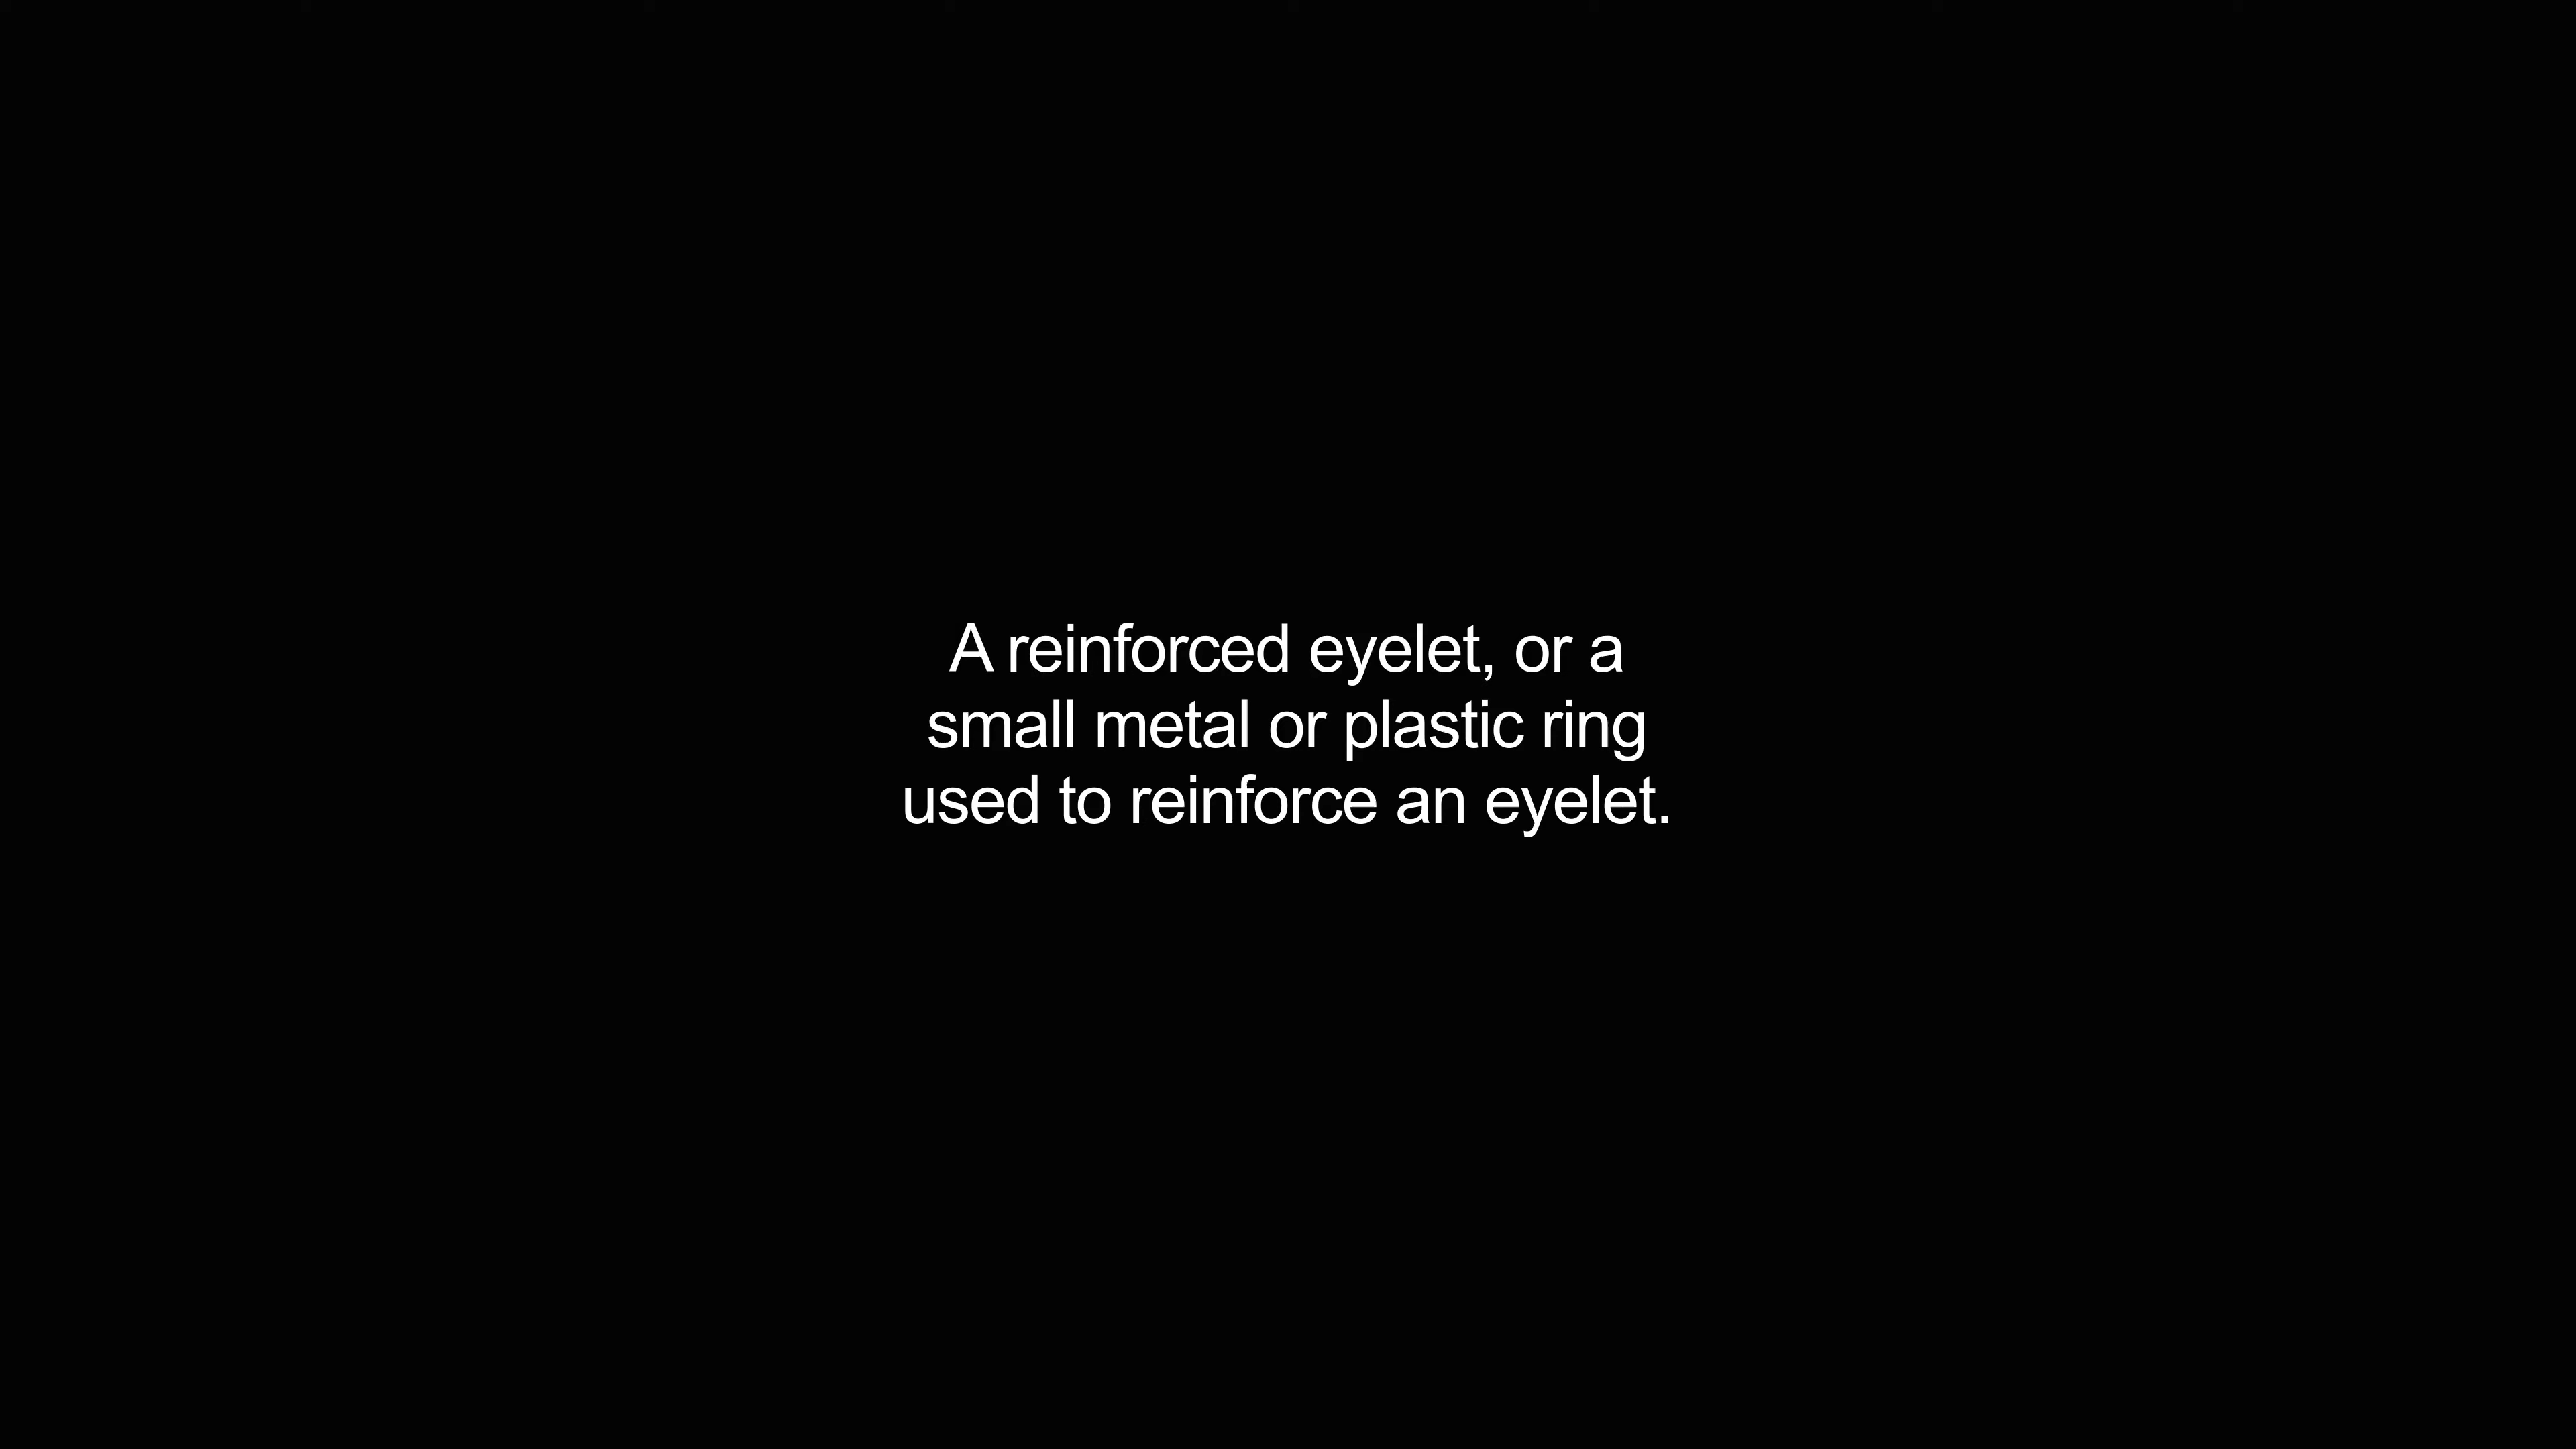 A reinforced eyelet, or a
small metal or plastic ring
used to reinforce an eyelet.